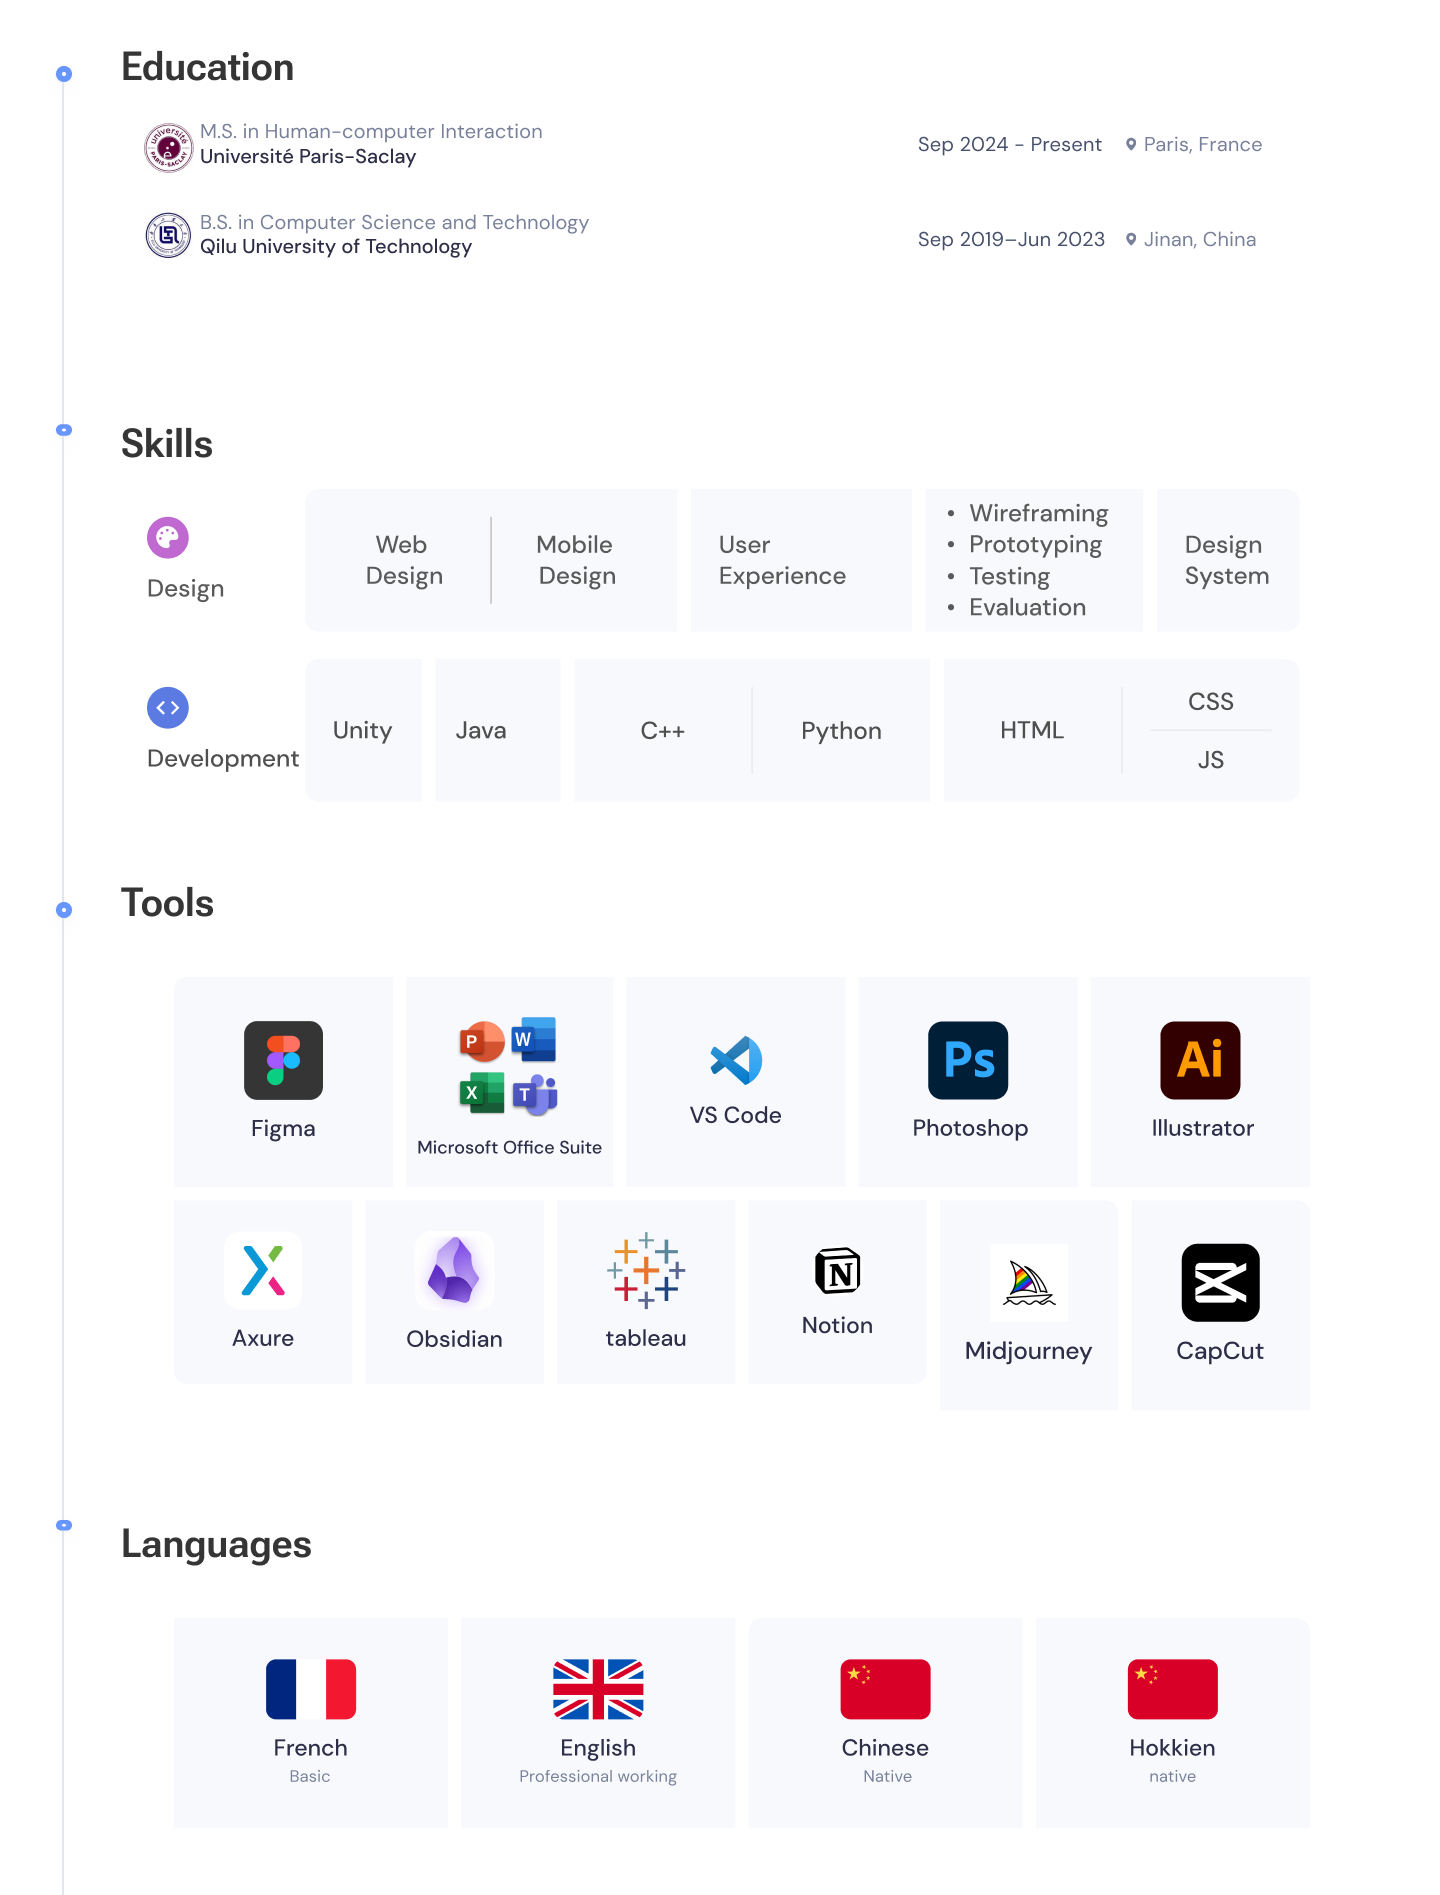 Education
M.S. in Human-computer Interaction
Université Paris-Saclay
Sep 2024 - Present
Paris, France
B.S. in Computer Science and Technology
Qilu University of Technology
Sep 2019–Jun 2023
Jinan, China
Skills
Design
Web
Design
Mobile
Design
User
Experience
• Wireframing
• Prototyping
• Testing
• Evaluation
Design
System
Development
Unity
Java
C++
Python
HTML
CSS
JS
Tools
Figma
P
W
X
T
Microsoft Office Suite
VS Code
Ps
Photoshop
Ai
Illustrator
Axure
Obsidian
tableau
N
Notion
Midjourney
CapCut
Languages
French
Basic
English
Professional working
Chinese
Native
Hokkien
native